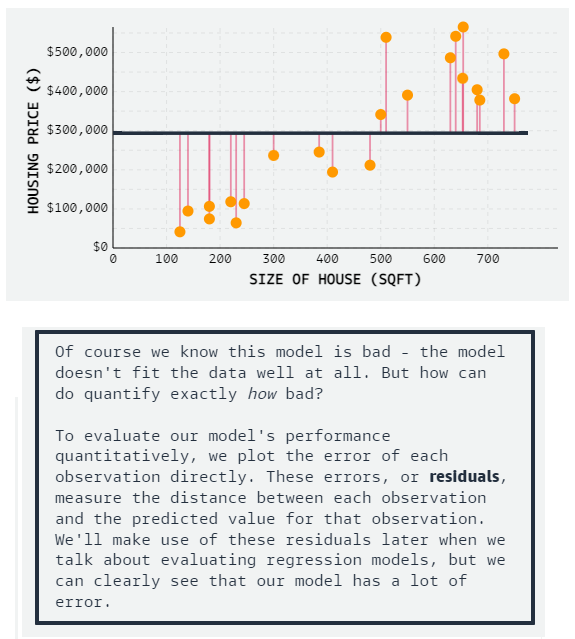 HOUSING PRICE ($)
$500,000
$400,000
$300,000
$200,000
$100,000
$0
0 100 200 300 400 500 600 700
SIZE OF HOUSE (SQFT)
Of course we know this model is bad - the model
doesn't fit the data well at all. But how can
do quantify exactly how bad?
To evaluate our model's performance
quantitatively, we plot the error of each
observation directly. These errors, or residuals,
measure the distance between each observation
and the predicted value for that observation.
We'll make use of these residuals later when we
talk about evaluating regression models, but we
can clearly see that our model has a lot of
error.